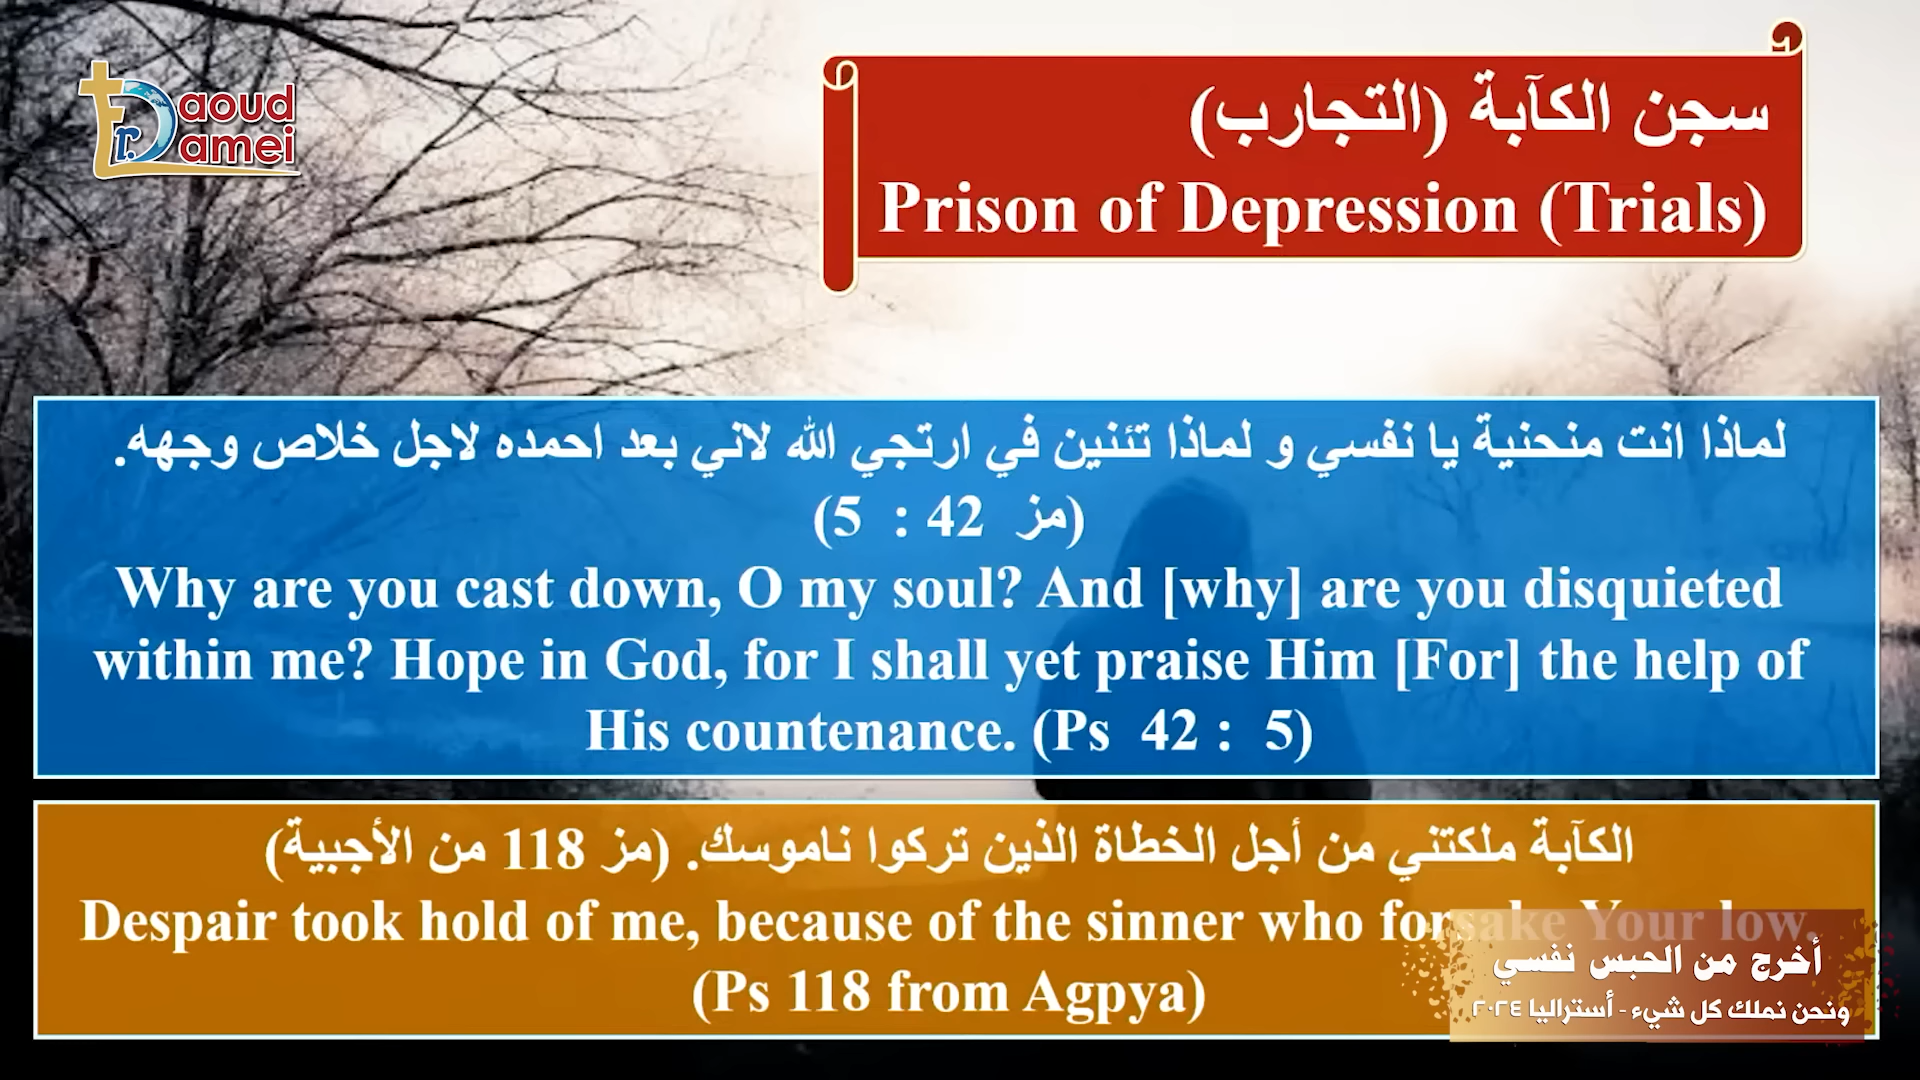 Fr. Daoud Lamei
سجن الكآبة (التجارب)
Prison of Depression (Trials)
لماذا انت منحنية يا نفسي و لماذا تئنين في ارتجي الله لاني بعد احمده لاجل خلاص وجهه.
(مز 42 : 5)
Why are you cast down, O my soul? And [why] are you disquieted
within me? Hope in God, for I shall yet praise Him [For] the help of
His countenance. (Ps 42 : 5)
الكآبة ملكتني من أجل الخطاة الذين تركوا ناموسك. (مز 118 من الأجبية)
Despair took hold of me, because of the sinner who forsake Your low.
(Ps 118 from Agpya)
أخرج من الحبس نفسي
ونحن نملك كل شيء - أستراليا ٢٠٢٤